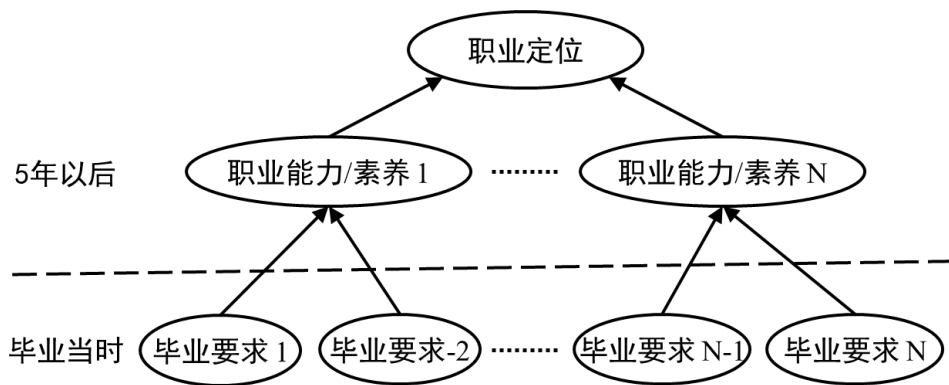 职业定位
5年以后 职业能力/素养 1 ········· 职业能力/素养 N
毕业当时 毕业要求 1 毕业要求-2 ········· 毕业要求 N-1 毕业要求 N